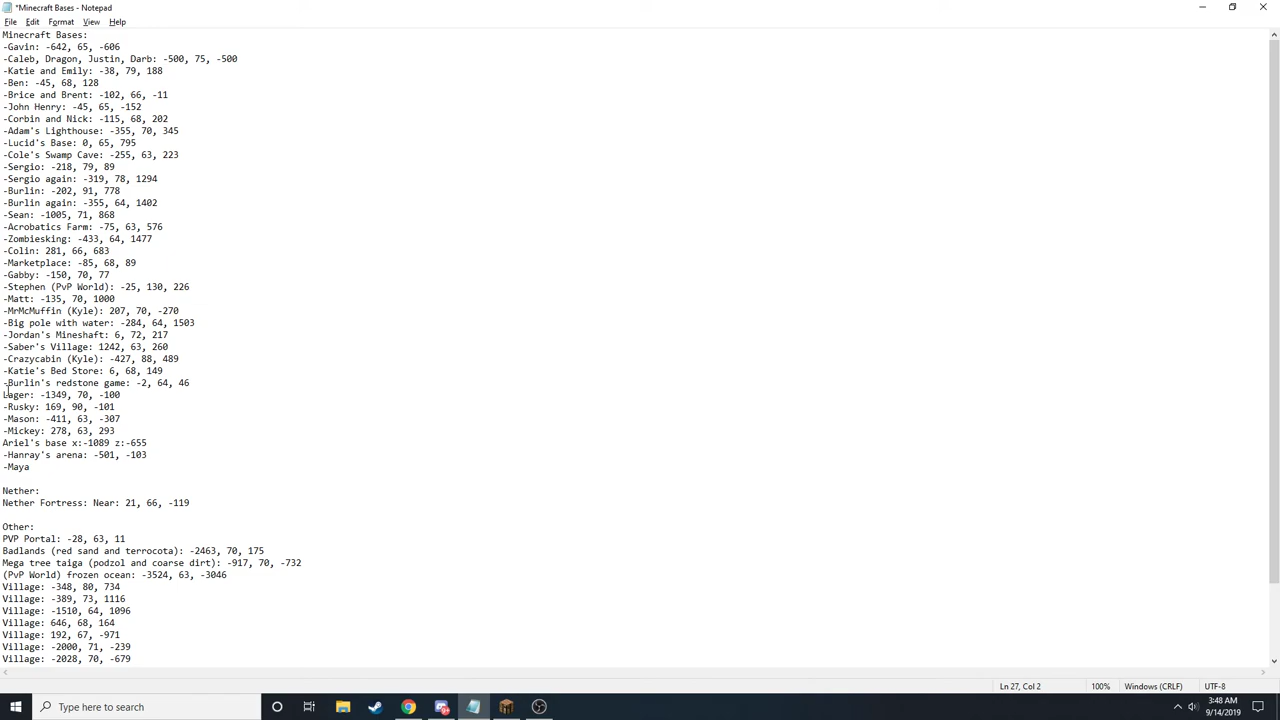 *Minecraft Bases - Notepad
File Edit Format View Help
Minecraft Bases:
-Gavin: -642, 65, -606
-Caleb, Dragon, Justin, Darb: -500, 75, -500
-Katie and Emily: -38, 79, 188
-Ben: -45, 68, 128
-Brice and Brent: -102, 66, -11
-John Henry: -45, 65, -152
-Corbin and Nick: -115, 68, 202
-Adam's Lighthouse: -355, 70, 345
-Lucid's Base: 0, 65, 795
-Cole's Swamp Cave: -255, 63, 223
-Sergio: -218, 79, 89
-Sergio again: -319, 78, 1294
-Burlin: -202, 91, 778
-Burlin again: -355, 64, 1402
-Sean: -1005, 71, 868
-Acrobatics Farm: -75, 63, 576
-Zombiesking: -433, 64, 1477
-Colin: 281, 66, 683
-Marketplace: -85, 68, 89
-Gabby: -150, 70, 77
-Stephen (PvP World): -25, 130, 226
-Matt: -135, 70, 1000
-MrMcMuffin (Kyle): 207, 70, -270
-Big pole with water: -284, 64, 1503
-Jordan's Mineshaft: 6, 72, 217
-Saber's Village: 1242, 63, 260
-Crazycabin (Kyle): -427, 88, 489
-Katie's Bed Store: 6, 68, 149
-Burlin's redstone game: -2, 64, 46
Lager: -1349, 70, -100
-Rusky: 169, 90, -101
-Mason: -411, 63, -307
-Mickey: 278, 63, 293
Ariel's base x:-1089 z:-655
-Hanray's arena: -501, -103
-Maya
Nether:
Nether Fortress: Near: 21, 66, -119
Other:
PVP Portal: -28, 63, 11
Badlands (red sand and terrocota): -2463, 70, 175
Mega tree taiga (podzol and coarse dirt): -917, 70, -732
(PvP World) frozen ocean: -3524, 63, -3046
Village: -348, 80, 734
Village: -389, 73, 1116
Village: -1510, 64, 1096
Village: 646, 68, 164
Village: 192, 67, -971
Village: -2000, 71, -239
Village: -2028, 70, -679
Ln 27, Col 2 100% Windows (CRLF) UTF-8
Type here to search
3:48 AM
9/14/2019